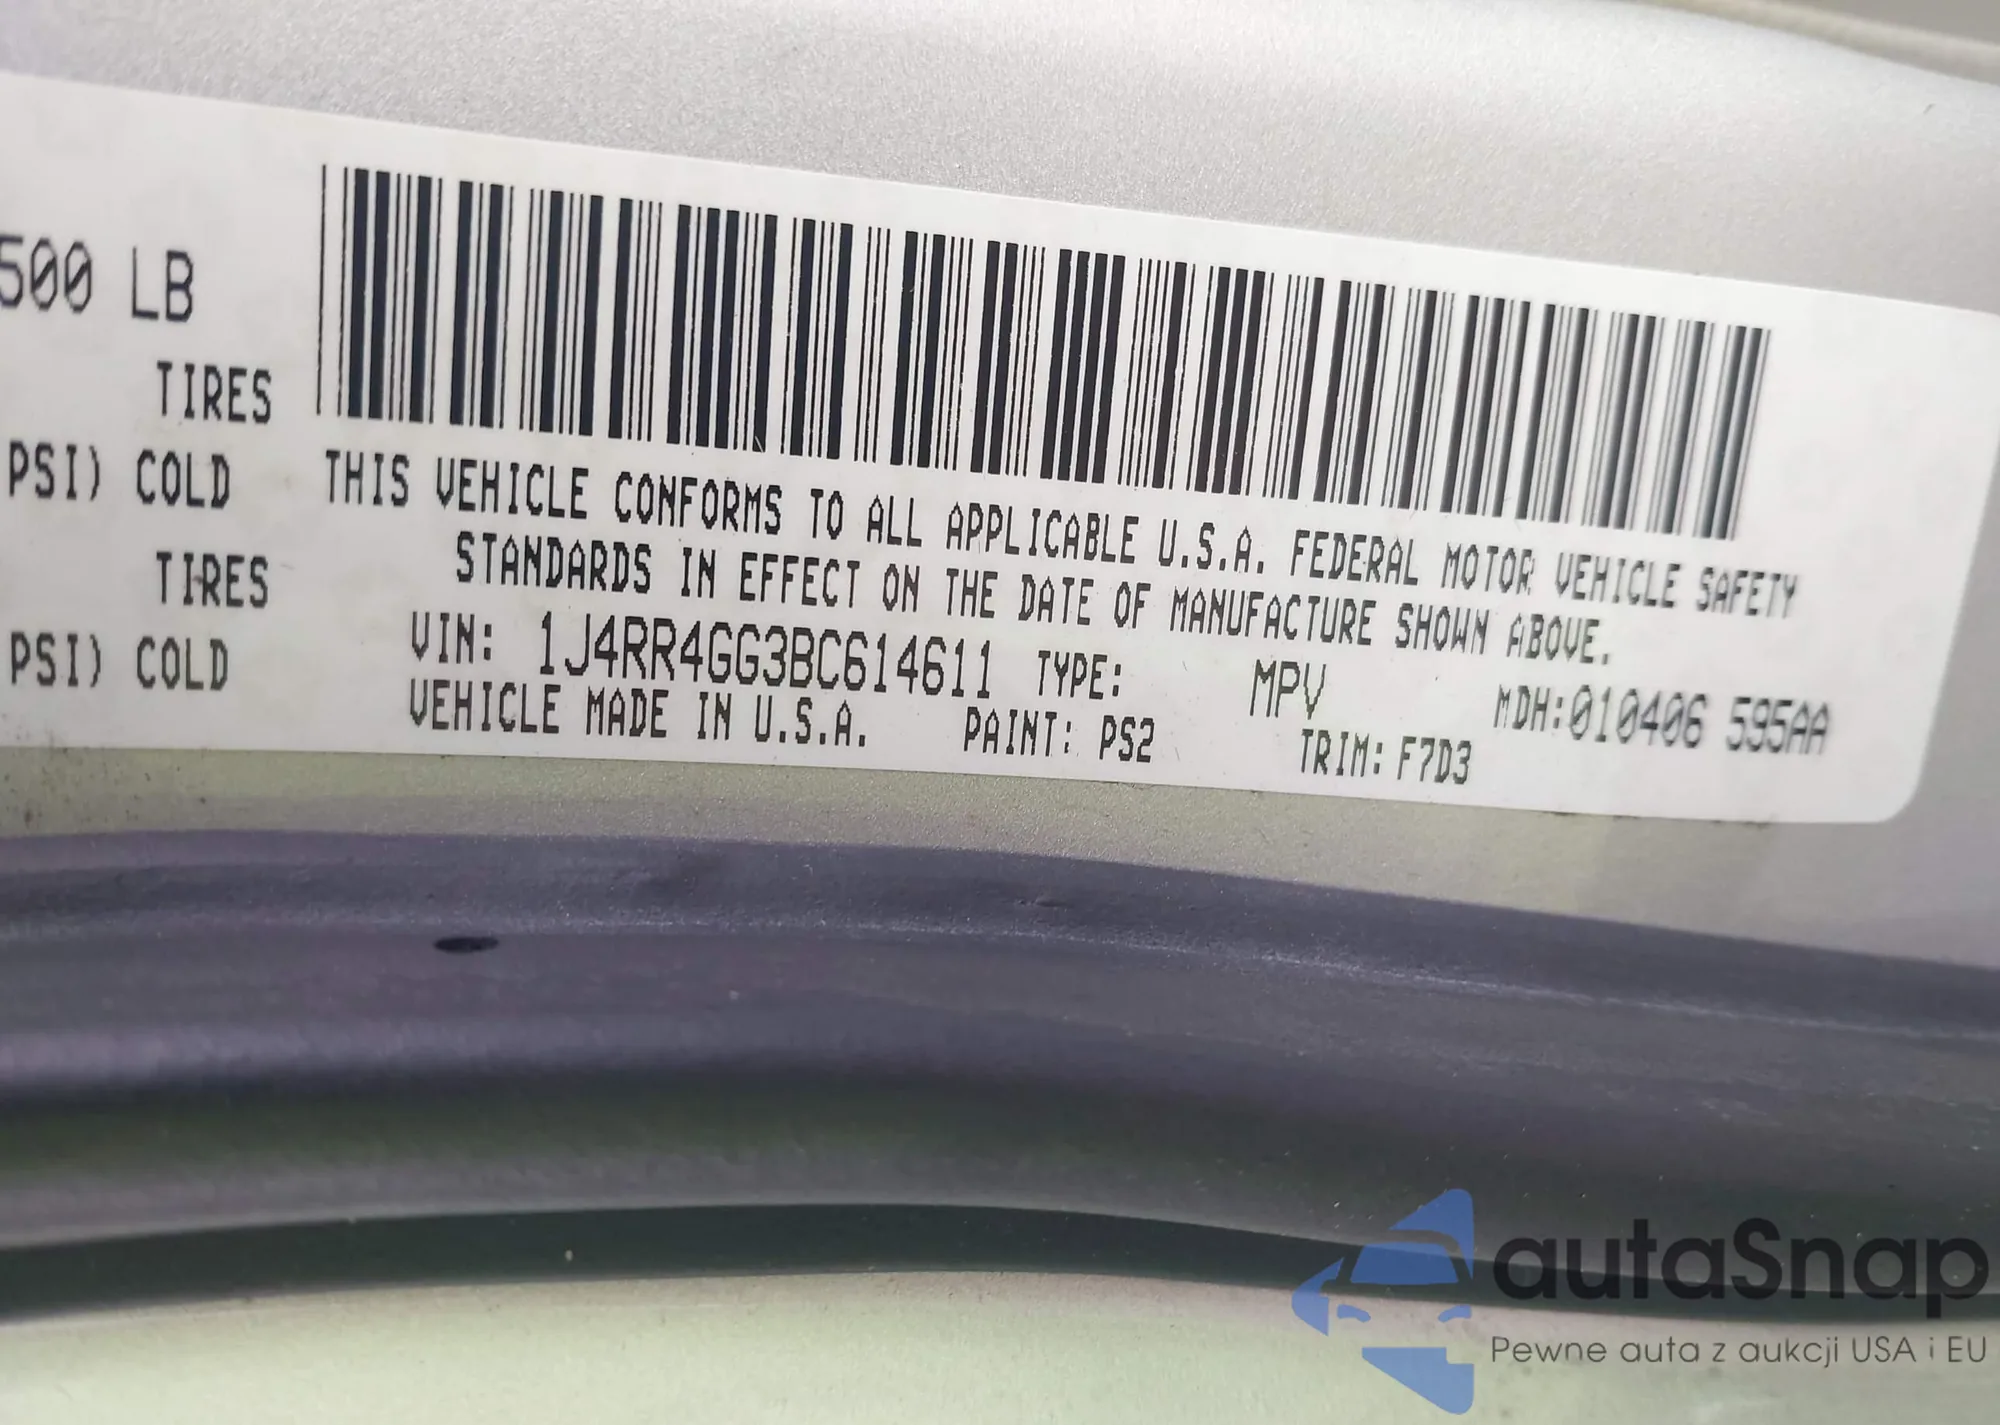 500 LB
TIRES
PSI) COLD
TIRES
PSI) COLD
THIS VEHICLE CONFORMS TO ALL APPLICABLE U.S.A. FEDERAL MOTOR VEHICLE SAFETY
STANDARDS IN EFFECT ON THE DATE OF MANUFACTURE SHOWN ABOVE.
VIN: 1J4RR4GG3BC614611 TYPE: MPV MDH:010406 595AA
VEHICLE MADE IN U.S.A. PAINT: PS2 TRIM: F7D3
autaSnap
Pewne auta z aukcji USA i EU